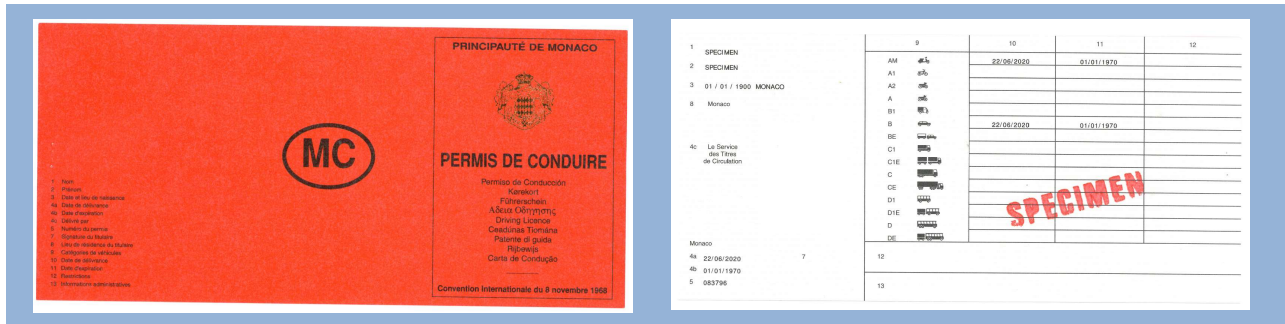 PRINCIPAUTÉ DE MONACO
MC
PERMIS DE CONDUIRE
Permiso de Conducción
Kørekort
Führerschein
Άδεια Οδήγησης
Driving Licence
Ceadúnas Tiomána
Patente di guida
Rijbewijs
Carta de Condução
Convention Internationale du 8 novembre 1968
1 Nom
2 Prénom
3 Date et lieu de naissance
4a Date de délivrance
4b Date d'expiration
4c Délivré par
5 Numéro du permis
7 Signature du titulaire
8 Lieu de résidence du titulaire
9 Catégories de véhicules
10 Date de délivrance
11 Date d'expiration
12 Restrictions
13 Informations administratives
1 SPECIMEN
2 SPECIMEN
3 01 / 01 / 1900 MONACO
8 Monaco
4c Le Service
des Titres
de Circulation
Monaco
4a 22/06/2020 7
4b 01/01/1970
5 083796
9 10 11 12
AM 22/06/2020 01/01/1970
A1
A2
A
B1
B 22/06/2020 01/01/1970
BE
C1
C1E
C
CE
D1
D1E
D
DE
SPECIMEN
12
13